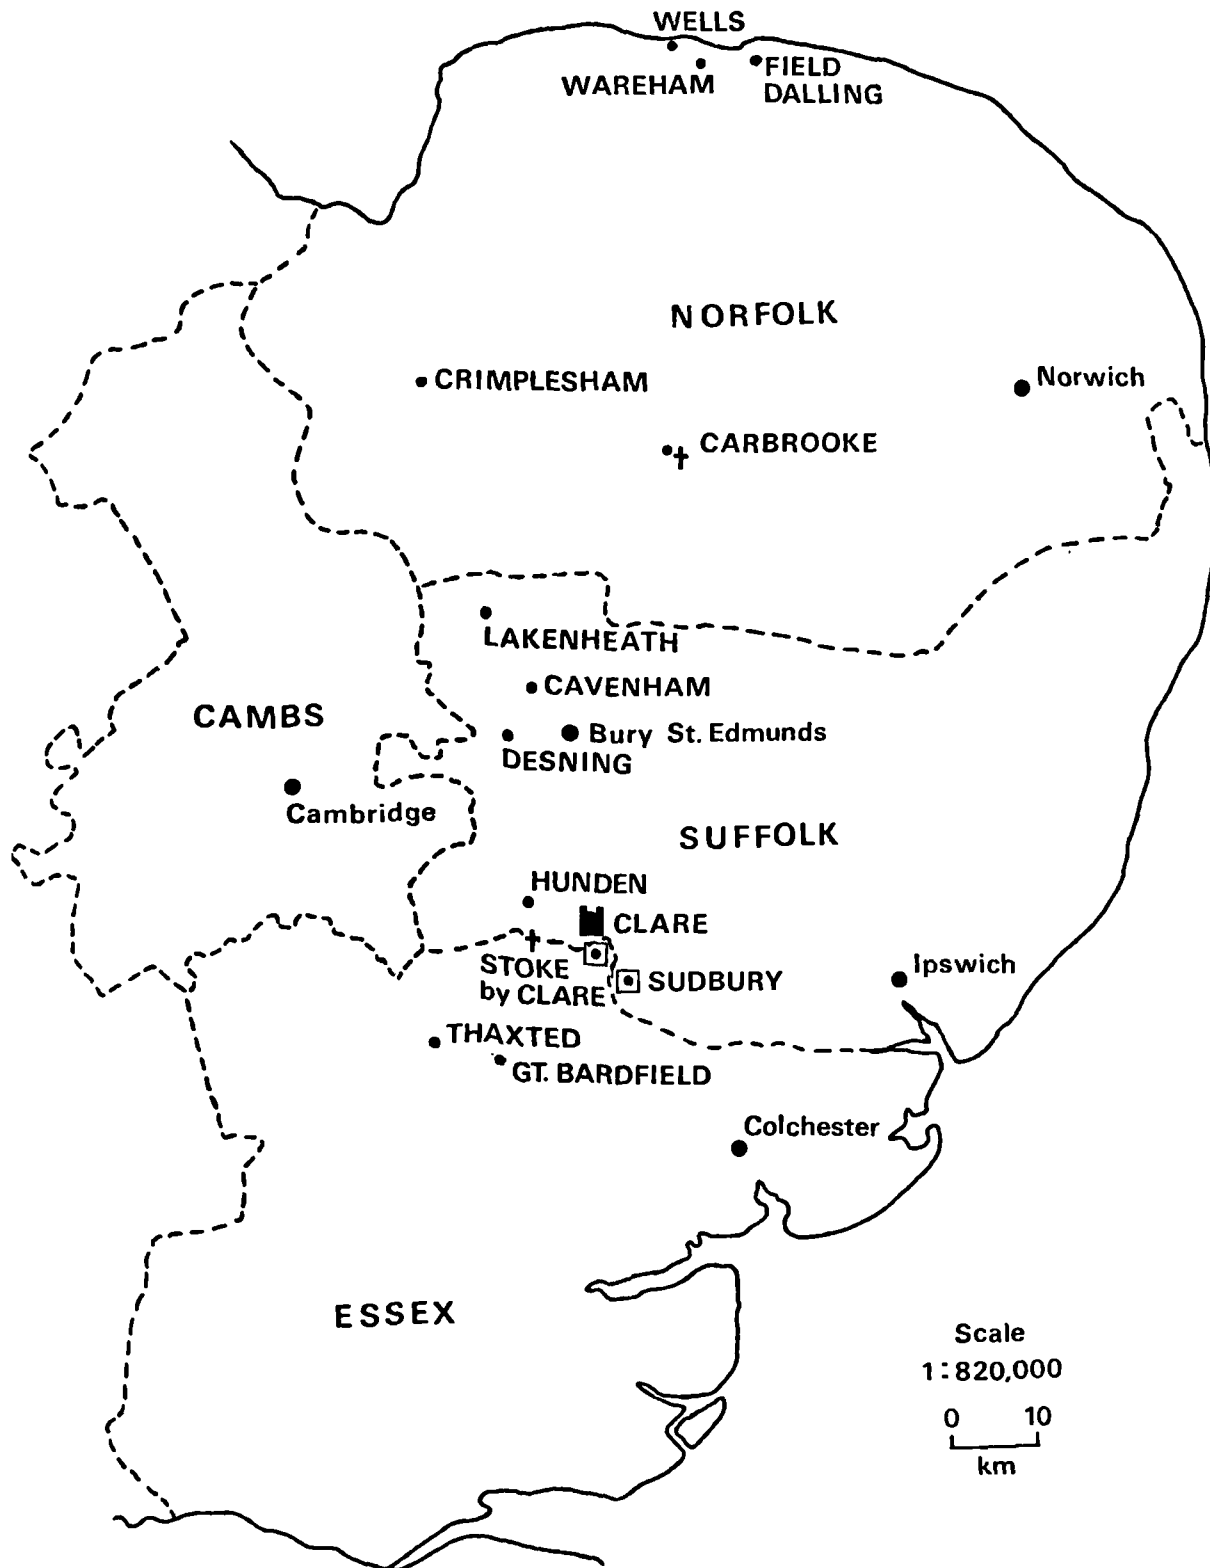 WELLS
WAREHAM
FIELD
DALLING
NORFOLK
CRIMPLESHAM
Norwich
CARBROOKE
LAKENHEATH
CAVENHAM
CAMBS
Bury St. Edmunds
DESNING
Cambridge
SUFFOLK
HUNDEN
CLARE
STOKE
by CLARE
SUDBURY
Ipswich
THAXTED
GT. BARDFIELD
Colchester
ESSEX
Scale
1:820,000
0 10
km